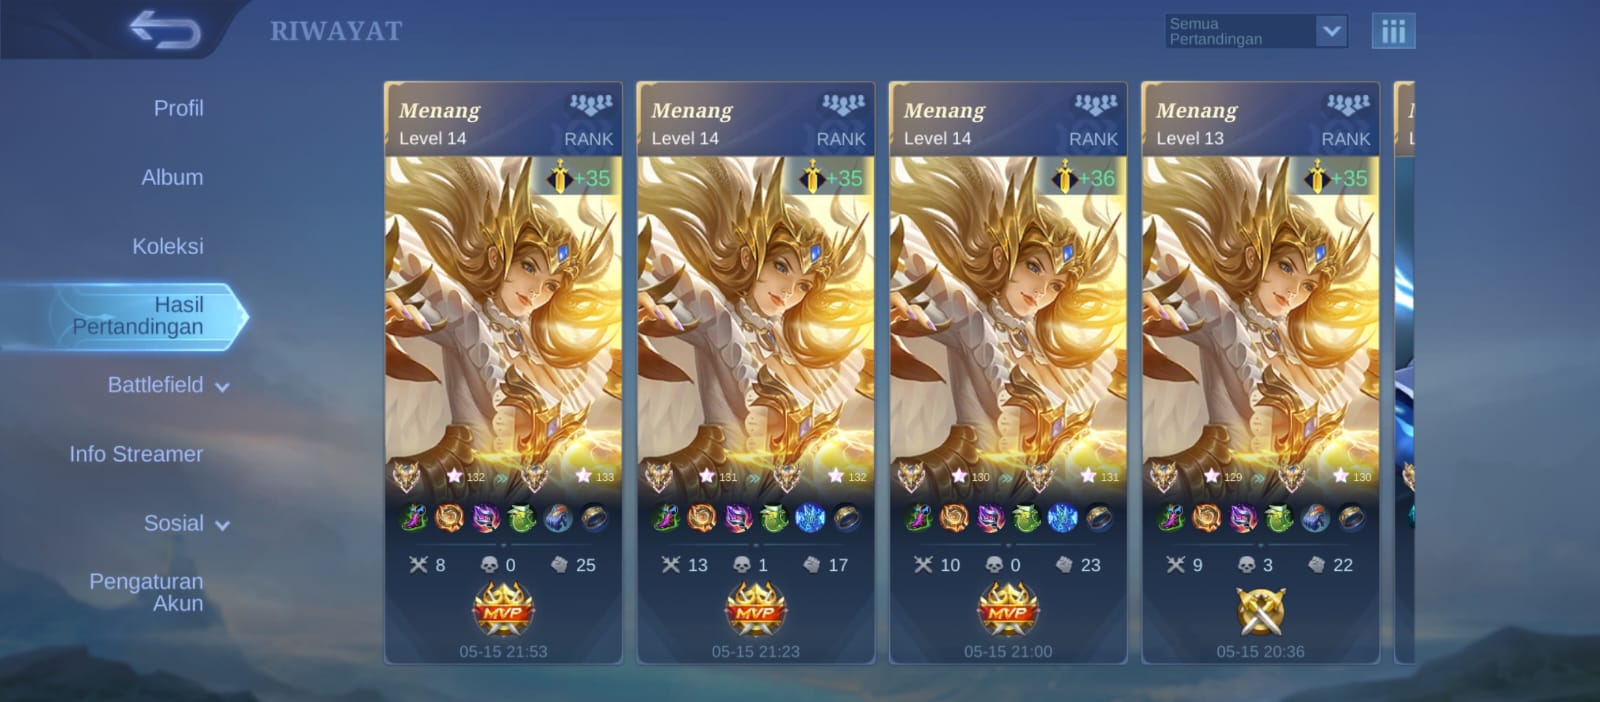 RIWAYAT
Semua
Pertandingan
Profil
Album
Koleksi
Hasil
Pertandingan
Battlefield
Info Streamer
Sosial
Pengaturan
Akun
Menang
Level 14
RANK
+35
132
133
8
0
25
MVP
05-15 21:53
Menang
Level 14
RANK
+35
131
132
13
1
17
MVP
05-15 21:23
Menang
Level 14
RANK
+36
130
131
10
0
23
MVP
05-15 21:00
Menang
Level 13
RANK
+35
129
130
9
3
22
05-15 20:36